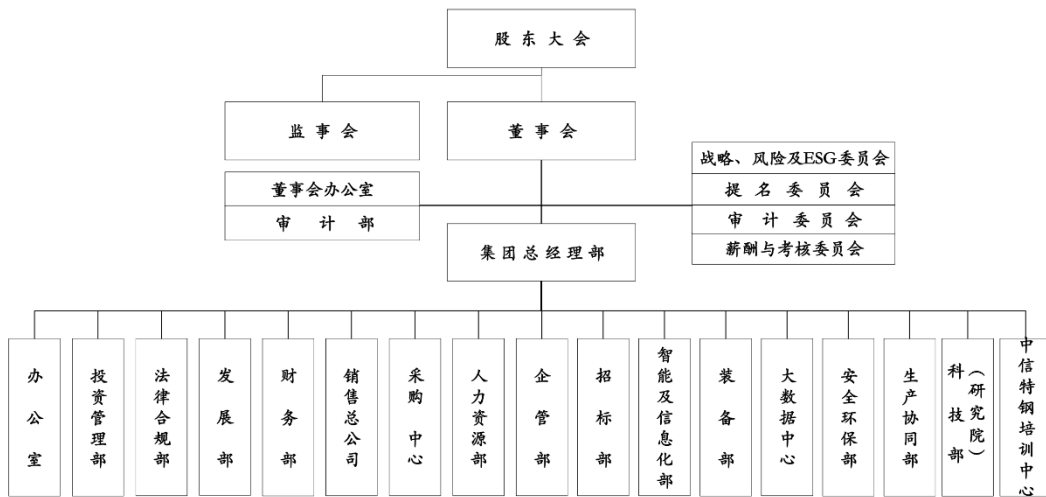 股东大会
监事会
董事会
战略、风险及ESG委员会
提名委员会
审计委员会
薪酬与考核委员会
董事会办公室
审计部
集团总经理部
办公室
投资管理部
法律合规部
发展部
财务部
销售总公司
采购中心
人力资源部
企管部
招标部
智能及信息化部
装备部
大数据中心
安全环保部
生产协同部
科技部
（研究院）
中信特钢培训中心